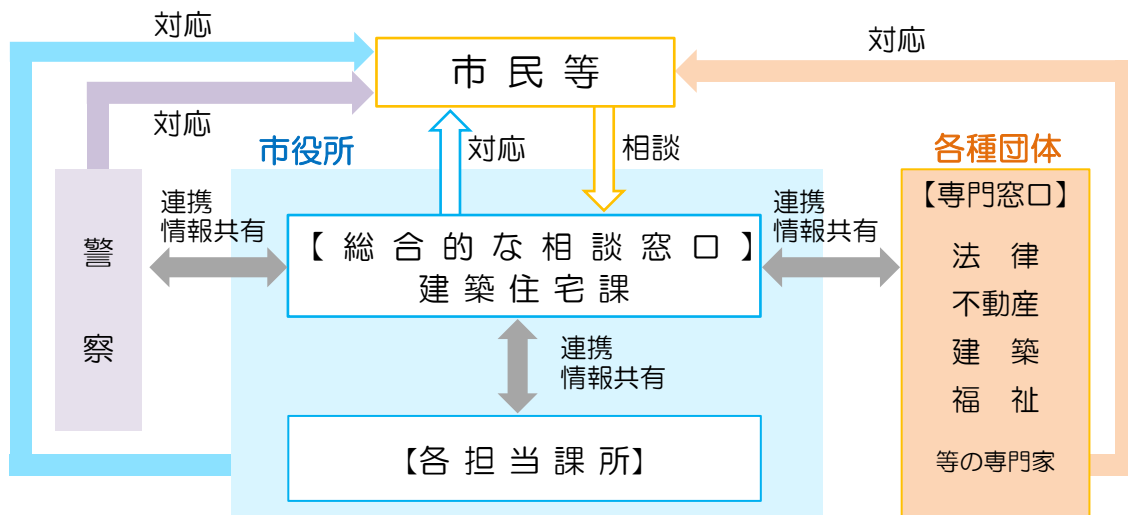 対応
対応
市民等
対応
市役所
対応
相談
各種団体
警察
連携
情報共有
【総合的な相談窓口】
建築住宅課
連携
情報共有
【専門窓口】
法律
不動産
建築
福祉
等の専門家
連携
情報共有
【各担当課所】